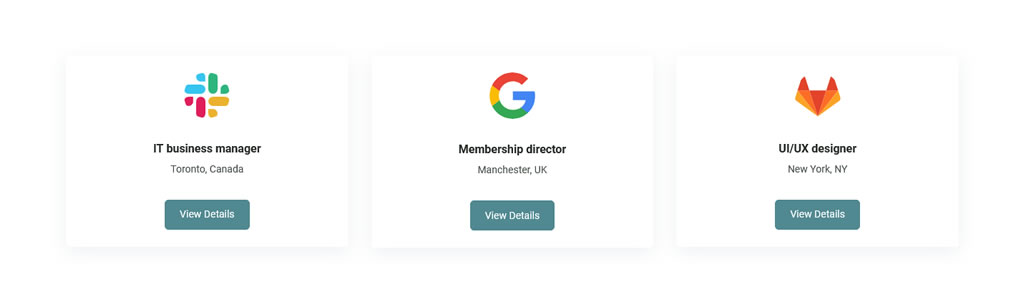 IT business manager
Toronto, Canada
View Details
Membership director
Manchester, UK
View Details
UI/UX designer
New York, NY
View Details